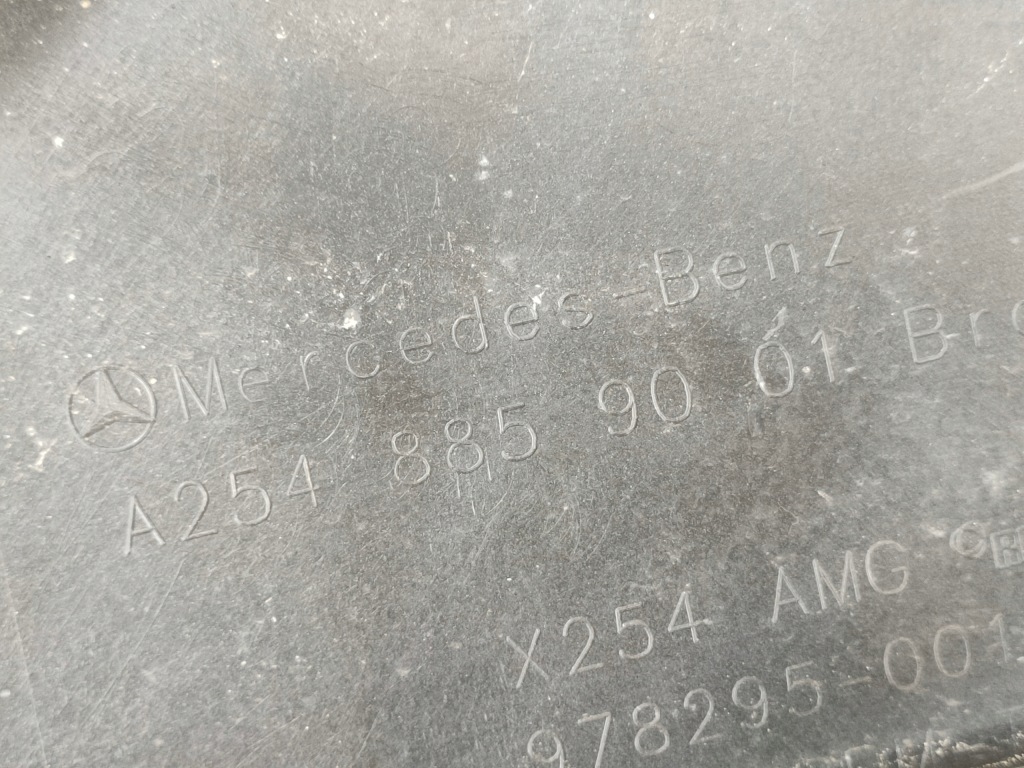 Mercedes-Benz
A254 885 90 01
X254 AMG
978295-001